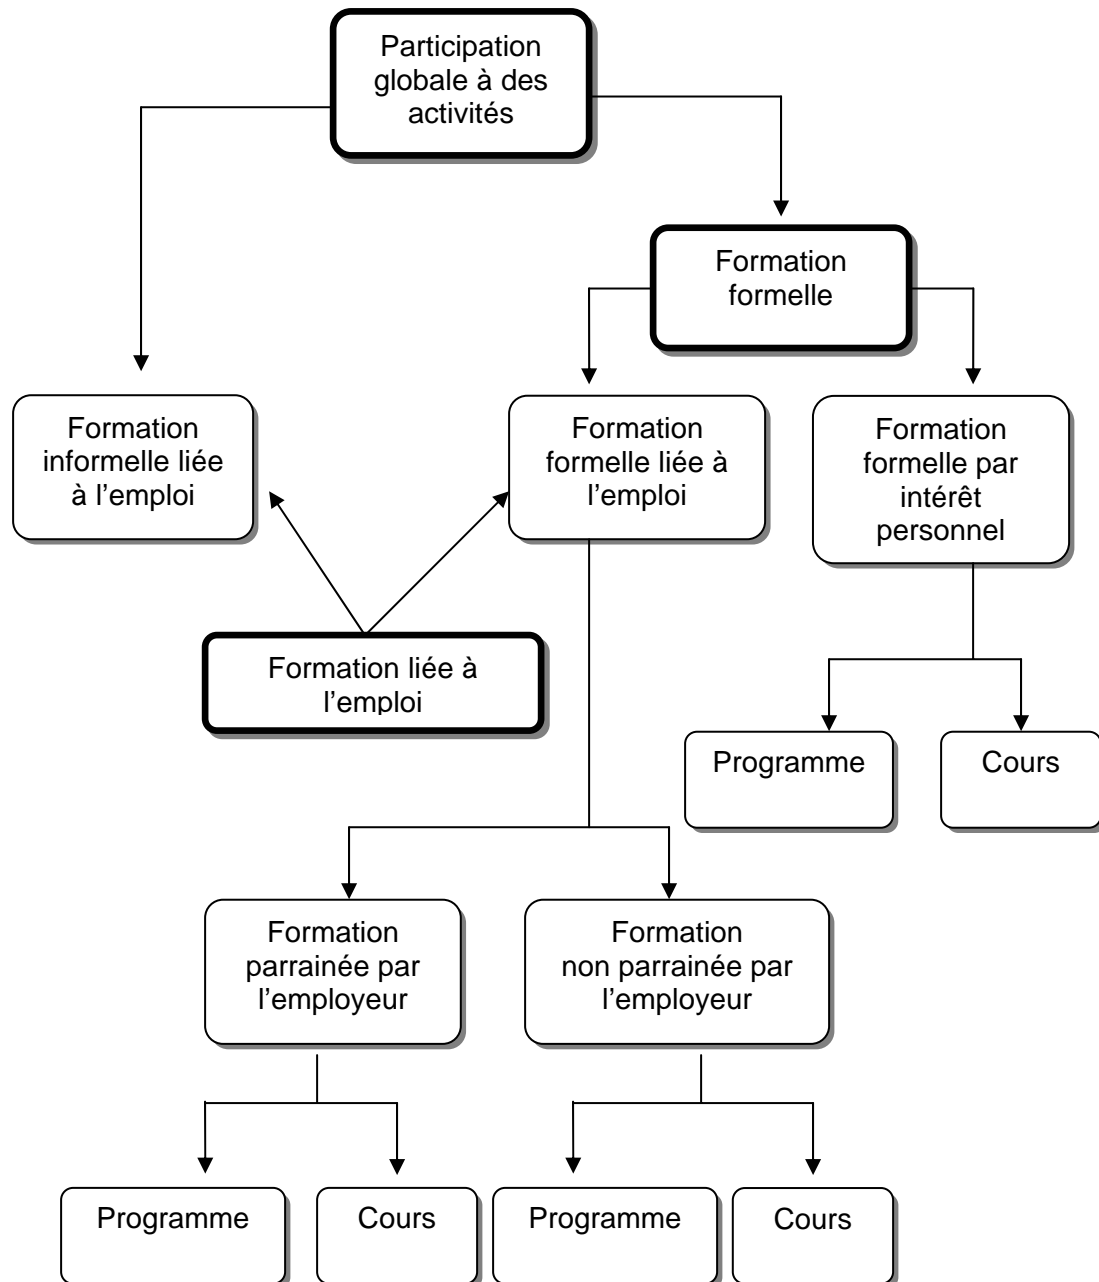 Participation
globale à des
activités
Formation
formelle
Formation
informelle liée
à l’emploi
Formation
formelle liée à
l’emploi
Formation
formelle par
intérêt
personnel
Formation liée à
l’emploi
Programme
Cours
Formation
parrainée par
l’employeur
Formation
non parrainée par
l’employeur
Programme
Cours
Programme
Cours